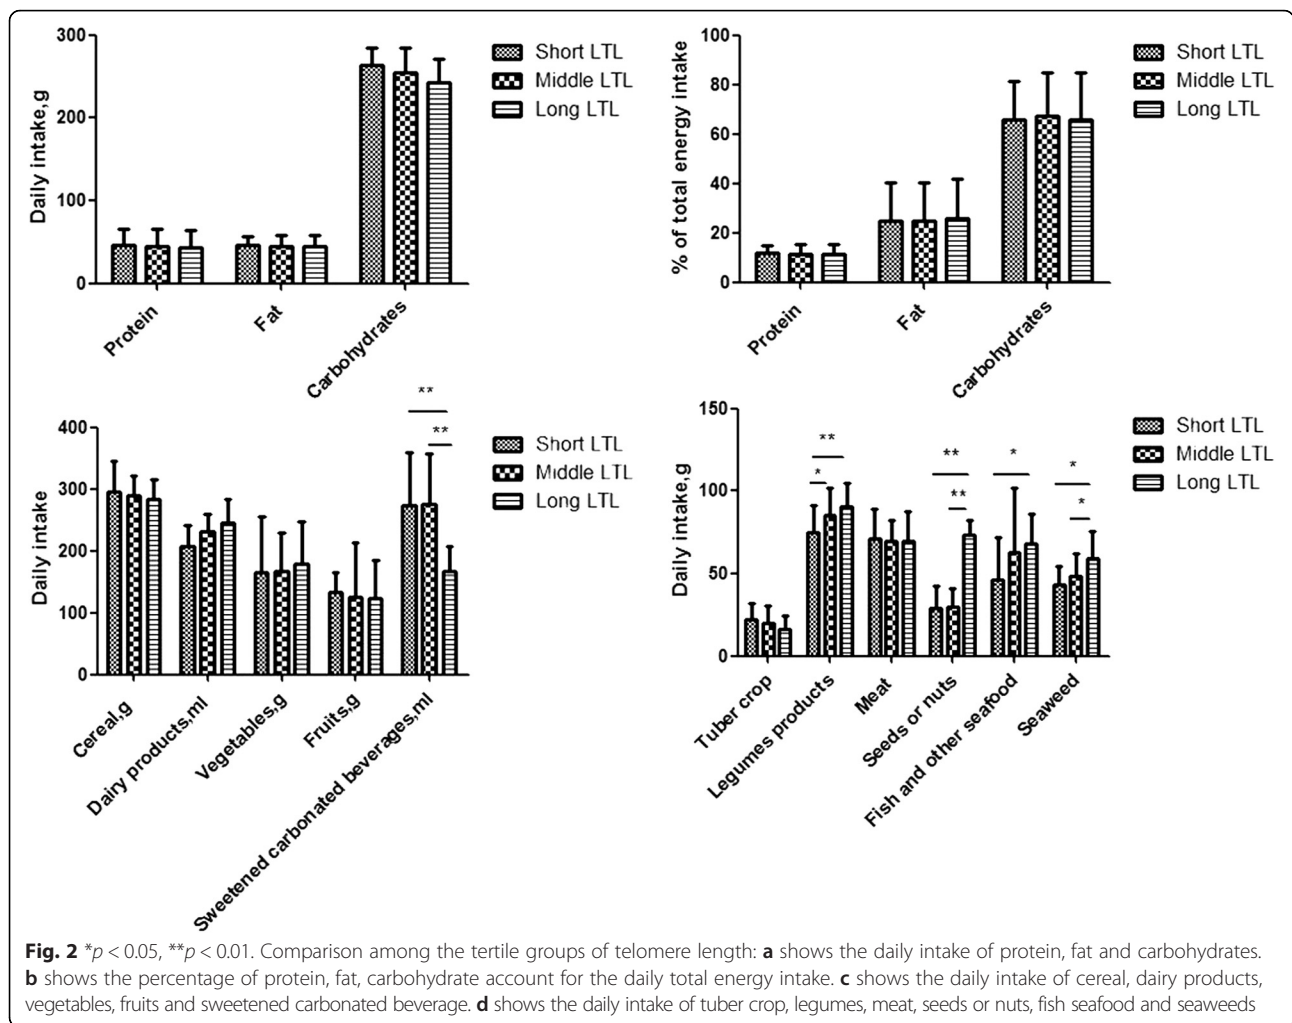 300
200
100
0
Daily intake,g
Short LTL
Middle LTL
Long LTL
Protein
Fat
Carbohydrates
100
80
60
40
20
0
% of total energy intake
Short LTL
Middle LTL
Long LTL
Protein
Fat
Carbohydrates
400
300
200
100
0
Daily intake
**
**
Short LTL
Middle LTL
Long LTL
Cereal,g
Dairy products,ml
Vegetables,g
Fruits,g
Sweetened carbonated beverages,ml
150
100
50
0
Daily intake,g
**
*
**
**
*
*
*
Short LTL
Middle LTL
Long LTL
Tuber crop
Legumes products
Meat
Seeds or nuts
Fish and other seafood
Seaweed
Fig. 2 *p < 0.05, **p < 0.01. Comparison among the tertile groups of telomere length: a shows the daily intake of protein, fat and carbohydrates.
b shows the percentage of protein, fat, carbohydrate account for the daily total energy intake. c shows the daily intake of cereal, dairy products,
vegetables, fruits and sweetened carbonated beverage. d shows the daily intake of tuber crop, legumes, meat, seeds or nuts, fish seafood and seaweeds